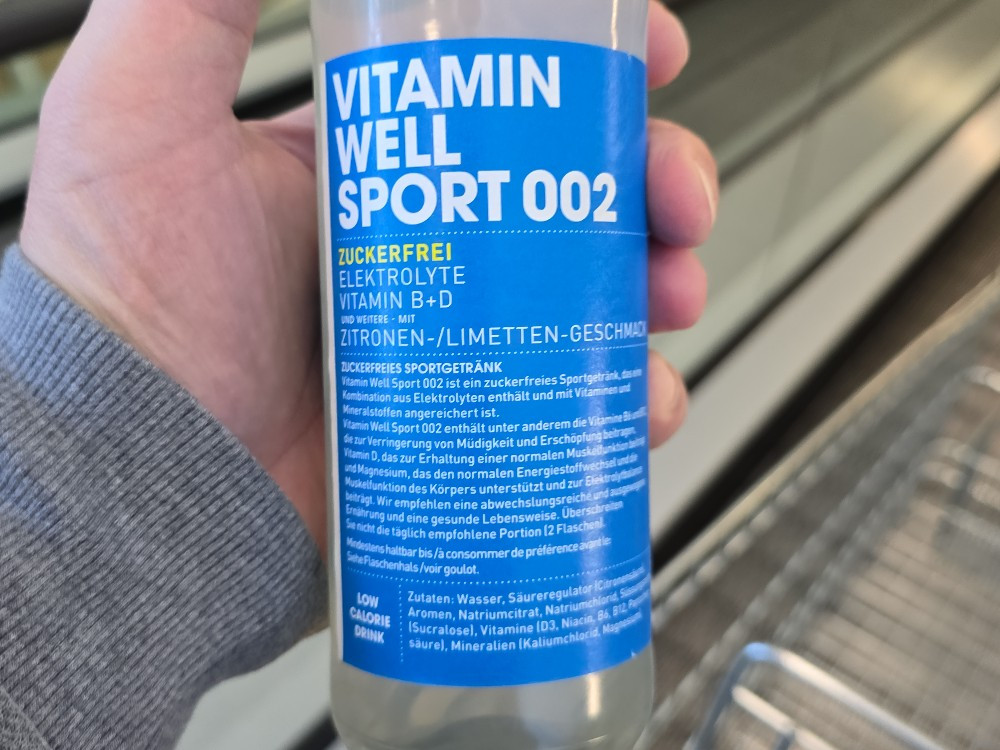 VITAMIN
WELL
SPORT 002
ZUCKERFREI
ELEKTROLYTE
VITAMIN B+D
UND WEITERE - MIT
ZITRONEN-/LIMETTEN-GESCHMACK
ZUCKERFREIES SPORTGETRÄNK
Vitamin Well Sport 002 ist ein zuckerfreies Sportgetränk, das eine
Kombination aus Elektrolyten enthält und mit Vitaminen und
Mineralstoffen angereichert ist.
Vitamin Well Sport 002 enthält unter anderem die Vitamine B6 und
die zur Verringerung von Müdigkeit und Erschöpfung beitragen,
Vitamin D, das zur Erhaltung einer normalen Muskelfunktion beiträgt
und Magnesium, das den normalen Energiestoffwechsel und die
Muskelfunktion des Körpers unterstützt und zur Elektrolytbalance
beiträgt. Wir empfehlen eine abwechslungsreiche und ausgewogene
Ernährung und eine gesunde Lebensweise. Überschreiten
Sie nicht die täglich empfohlene Portion (2 Flaschen).
Mindestens haltbar bis /à consommer de préférence avant le:
Siehe Flaschenhals /voir goulot.
LOW
CALORIE
DRINK
Zutaten: Wasser, Säureregulator (Citronensäure),
Aromen, Natriumcitrat, Natriumchlorid,
(Sucralose), Vitamine (D3, Niacin, B6, B12,
säure), Mineralien (Kaliumchlorid,